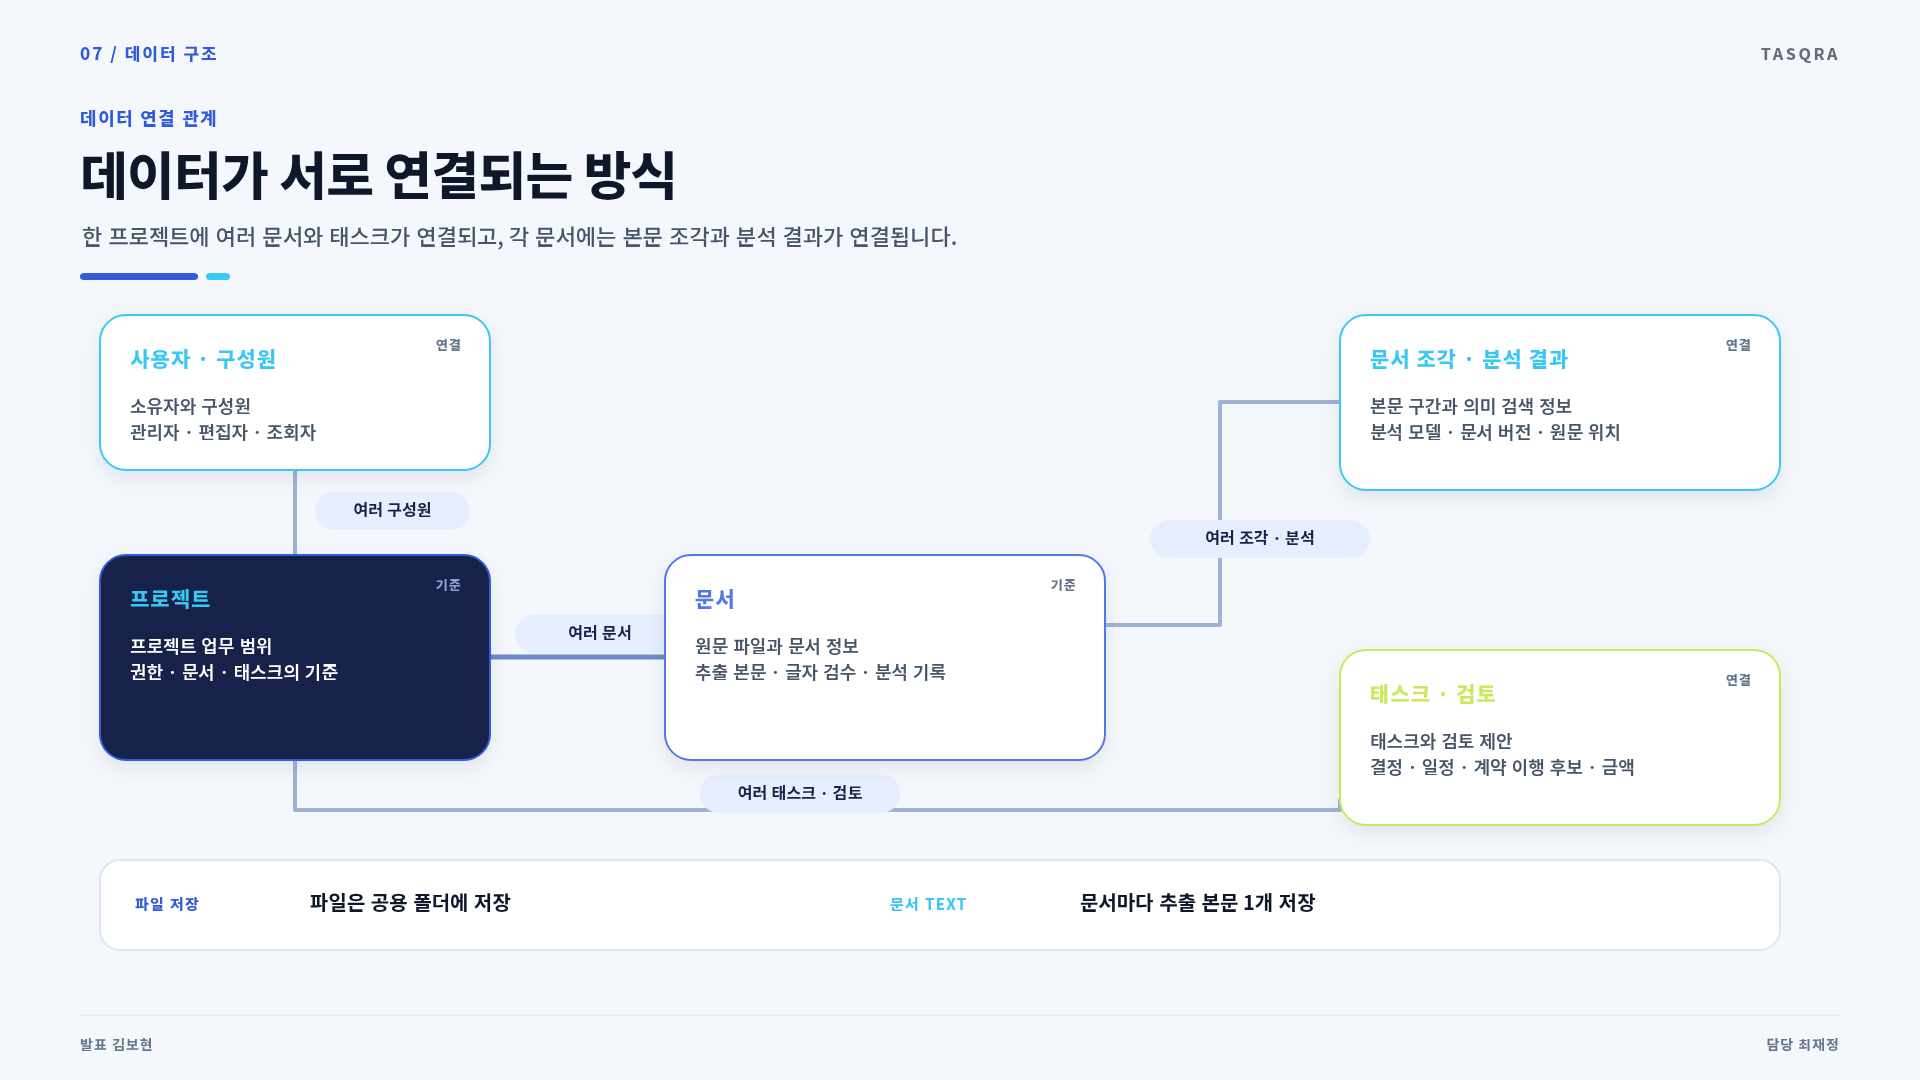 07 / 데이터 구조
TASQRA
데이터 연결 관계
데이터가 서로 연결되는 방식
한 프로젝트에 여러 문서와 태스크가 연결되고, 각 문서에는 본문 조각과 분석 결과가 연결됩니다.
사용자 · 구성원
연결
소유자와 구성원
관리자 · 편집자 · 조회자
문서 조각 · 분석 결과
연결
본문 구간과 의미 검색 정보
분석 모델 · 문서 버전 · 원문 위치
여러 구성원
여러 조각 · 분석
프로젝트
기준
프로젝트 업무 범위
권한 · 문서 · 태스크의 기준
여러 문서
문서
기준
원문 파일과 문서 정보
추출 본문 · 글자 검수 · 분석 기록
태스크 · 검토
연결
태스크와 검토 제안
결정 · 일정 · 계약 이행 후보 · 금액
여러 태스크 · 검토
파일 저장
파일은 공용 폴더에 저장
문서 TEXT
문서마다 추출 본문 1개 저장
발표 김보현
담당 최재정